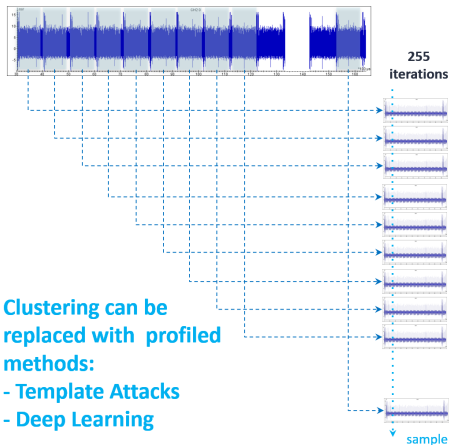 255
iterations
Clustering can be
replaced with profiled
methods:
- Template Attacks
- Deep Learning
sample